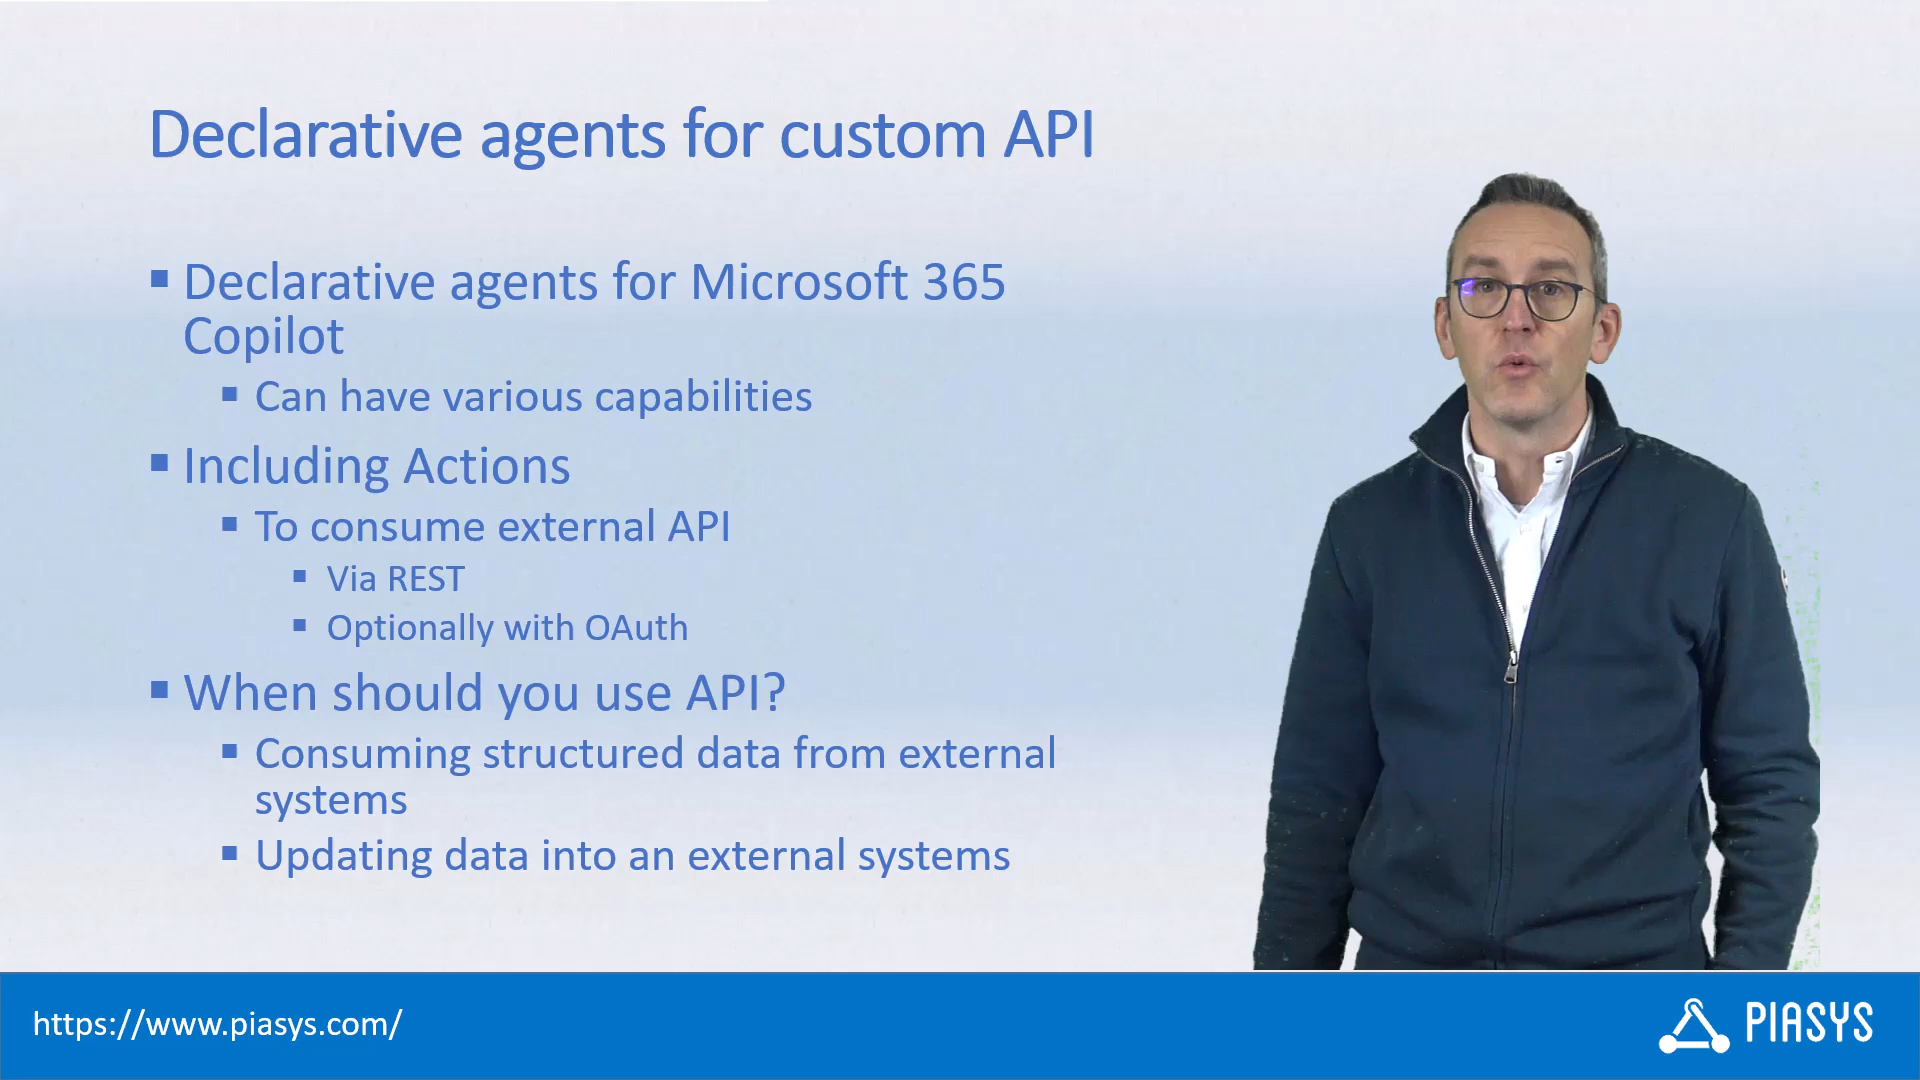 Declarative agents for custom API
Declarative agents for Microsoft 365
Copilot
Can have various capabilities
Including Actions
To consume external API
Via REST
Optionally with OAuth
When should you use API?
Consuming structured data from external
systems
Updating data into an external systems
https://www.piasys.com/
PIASYS